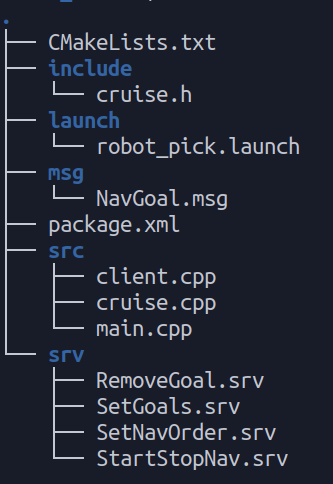 .
CMakeLists.txt
include
cruise.h
launch
robot_pick.launch
msg
NavGoal.msg
package.xml
src
client.cpp
cruise.cpp
main.cpp
srv
RemoveGoal.srv
SetGoals.srv
SetNavOrder.srv
StartStopNav.srv